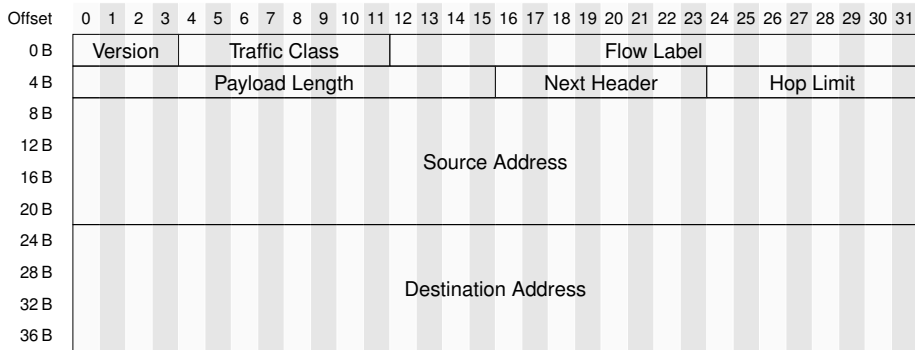 Offset 0 1 2 3 4 5 6 7 8 9 10 11 12 13 14 15 16 17 18 19 20 21 22 23 24 25 26 27 28 29 30 31
0 B Version Traffic Class Flow Label
4 B Payload Length Next Header Hop Limit
8 B
12 B
Source Address
16 B
20 B
24 B
28 B
Destination Address
32 B
36 B